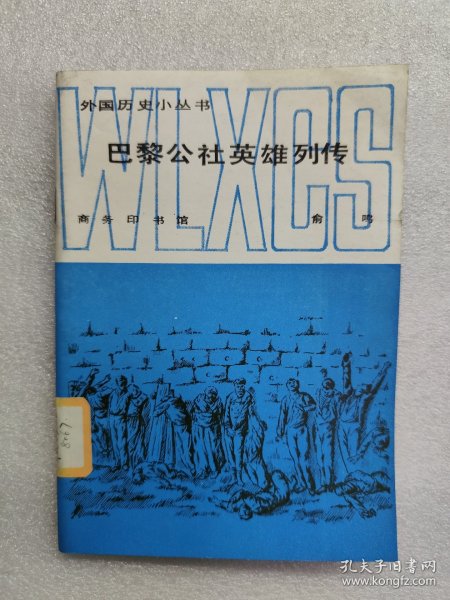 外国历史小丛书
WLXCS
巴黎公社英雄列传
商务印书馆 俞鸣
8167
孔夫子旧书网
www.kongfz.com